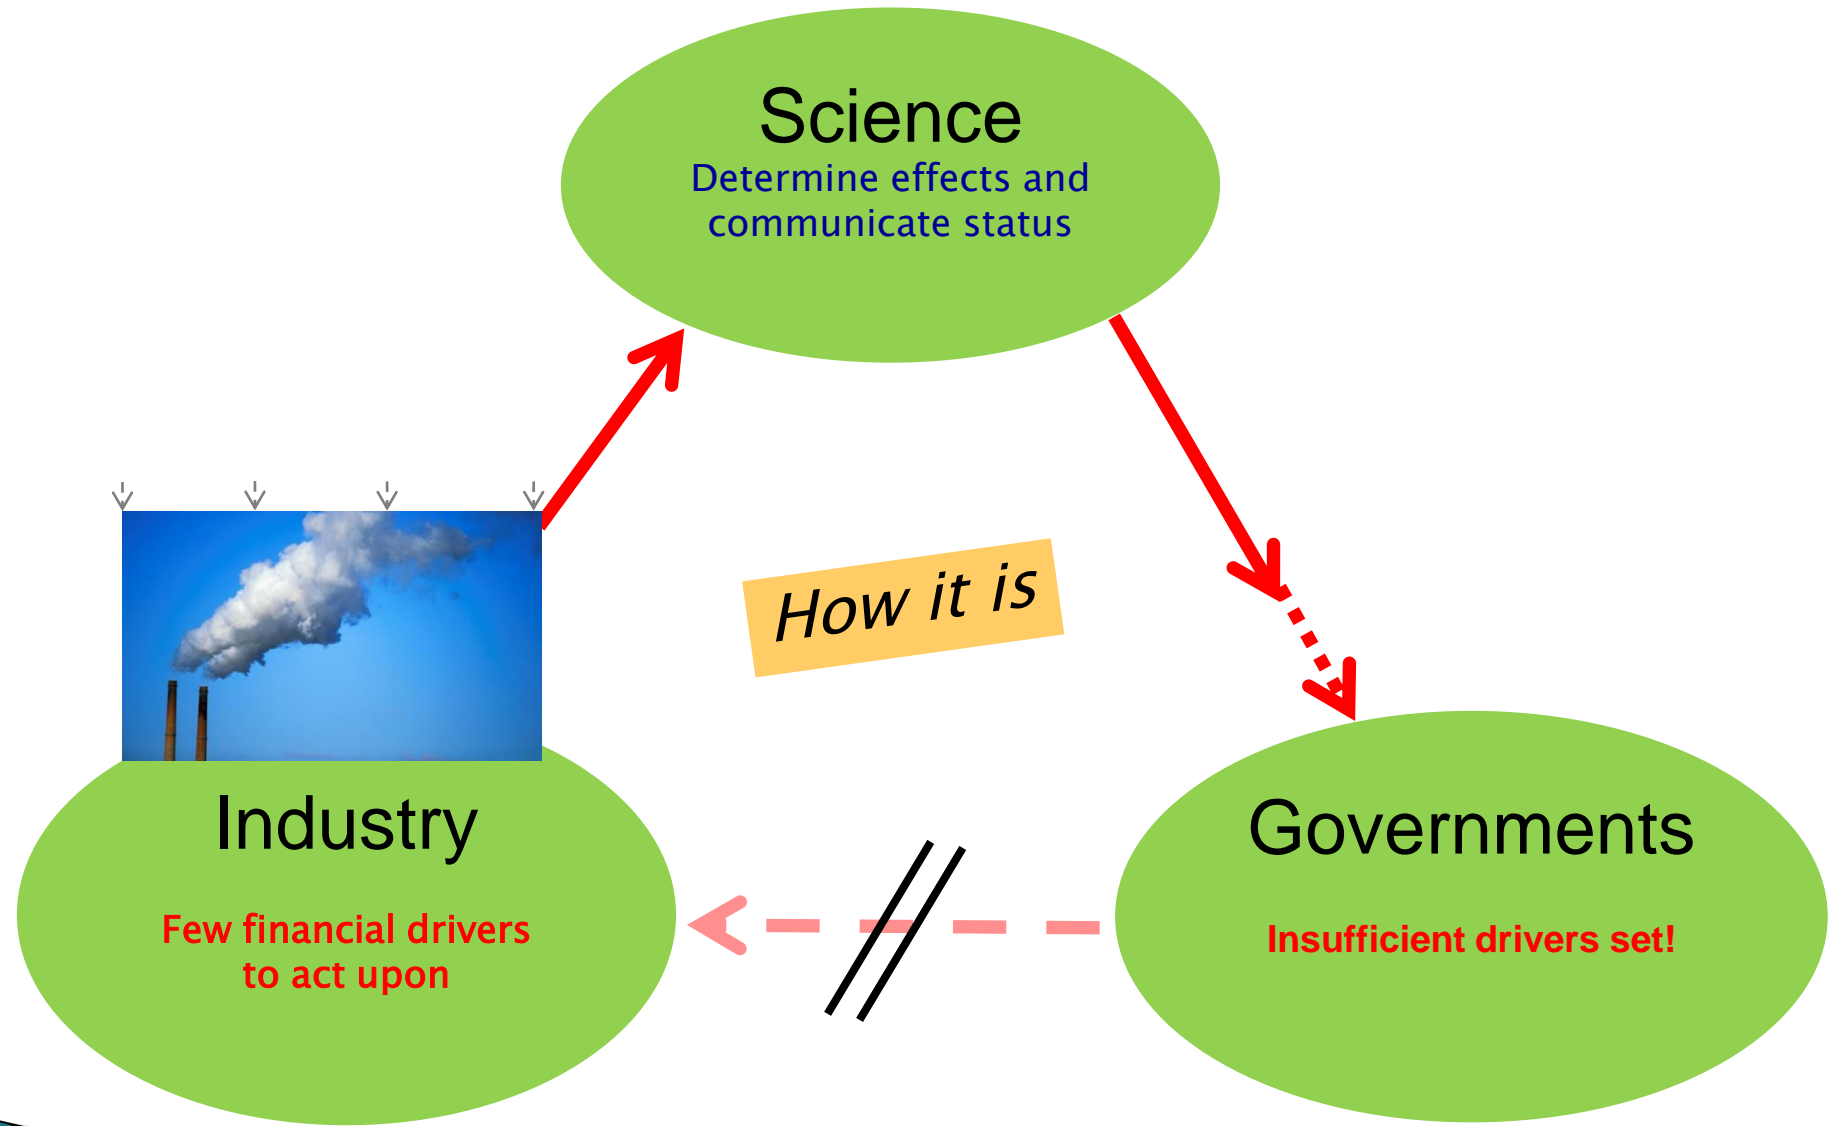 Science
Determine effects and
communicate status
How it is
Industry
Few financial drivers
to act upon
Governments
Insufficient drivers set!